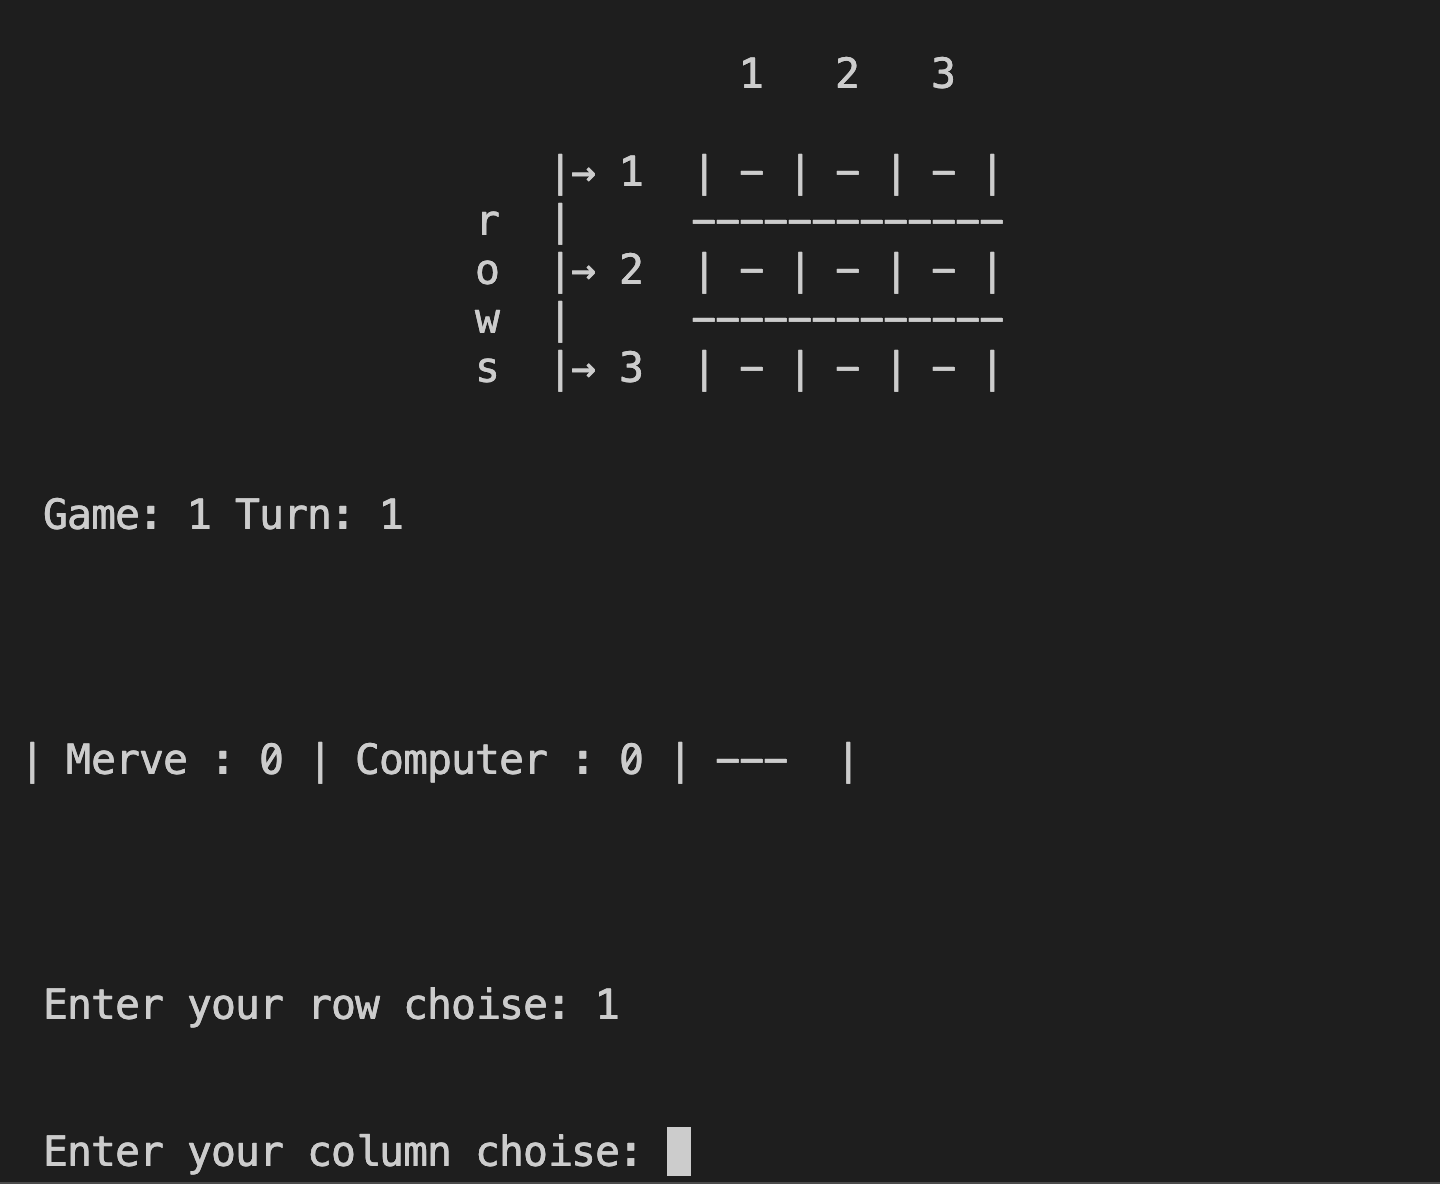 1 2 3
|→ 1 | – | – | – |
r | –––––––––––––
o |→ 2 | – | – | – |
w | –––––––––––––
s |→ 3 | – | – | – |
Game: 1 Turn: 1
| Merve : 0 | Computer : 0 | ––– |
Enter your row choise: 1
Enter your column choise: